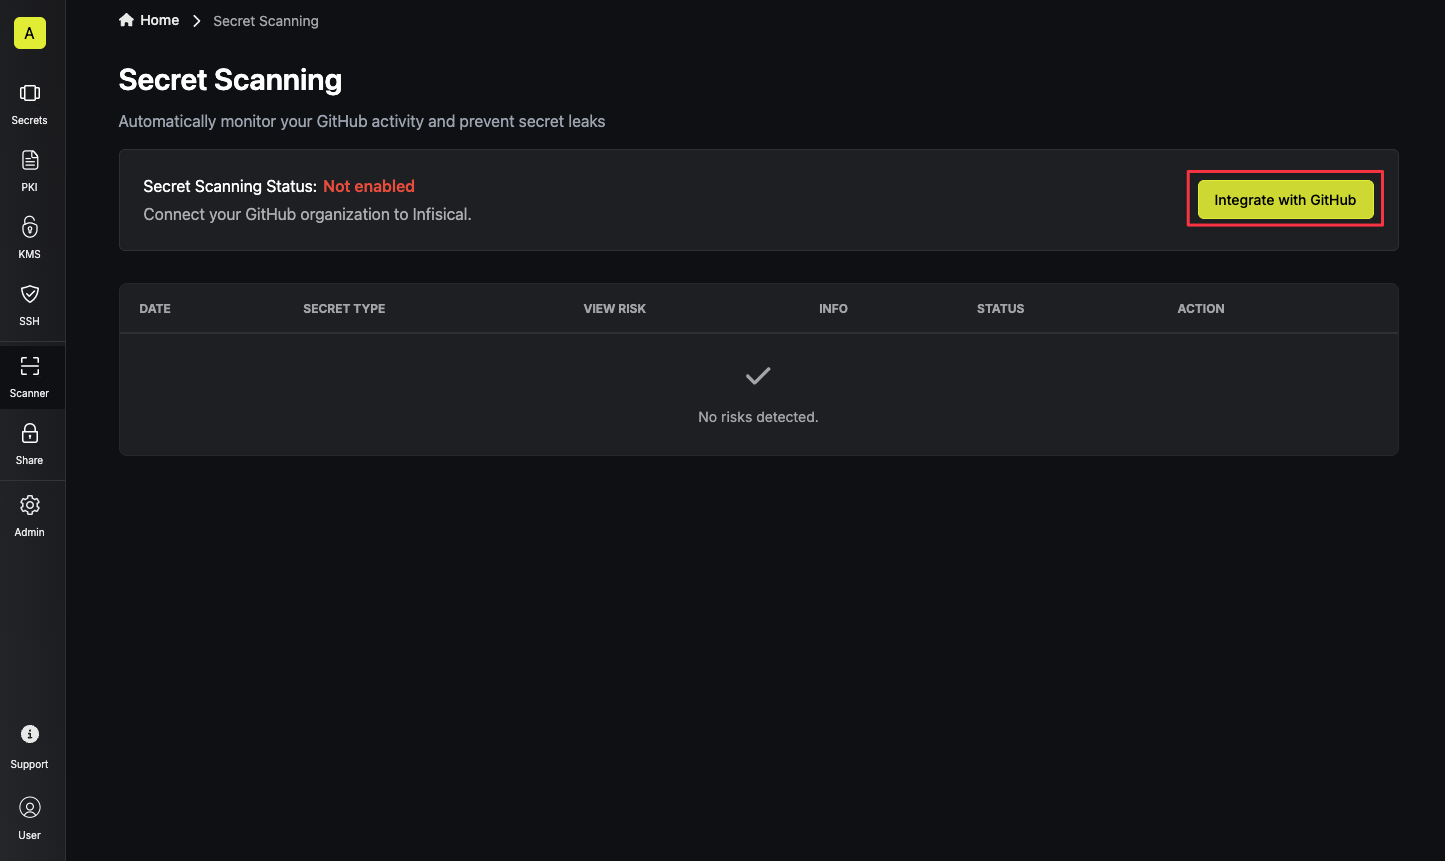 A
Secrets
PKI
KMS
SSH
Scanner
Share
Admin
Support
User
Home Secret Scanning
Secret Scanning
Automatically monitor your GitHub activity and prevent secret leaks
Secret Scanning Status: Not enabled
Connect your GitHub organization to Infisical.
Integrate with GitHub
DATE SECRET TYPE VIEW RISK INFO STATUS ACTION
No risks detected.